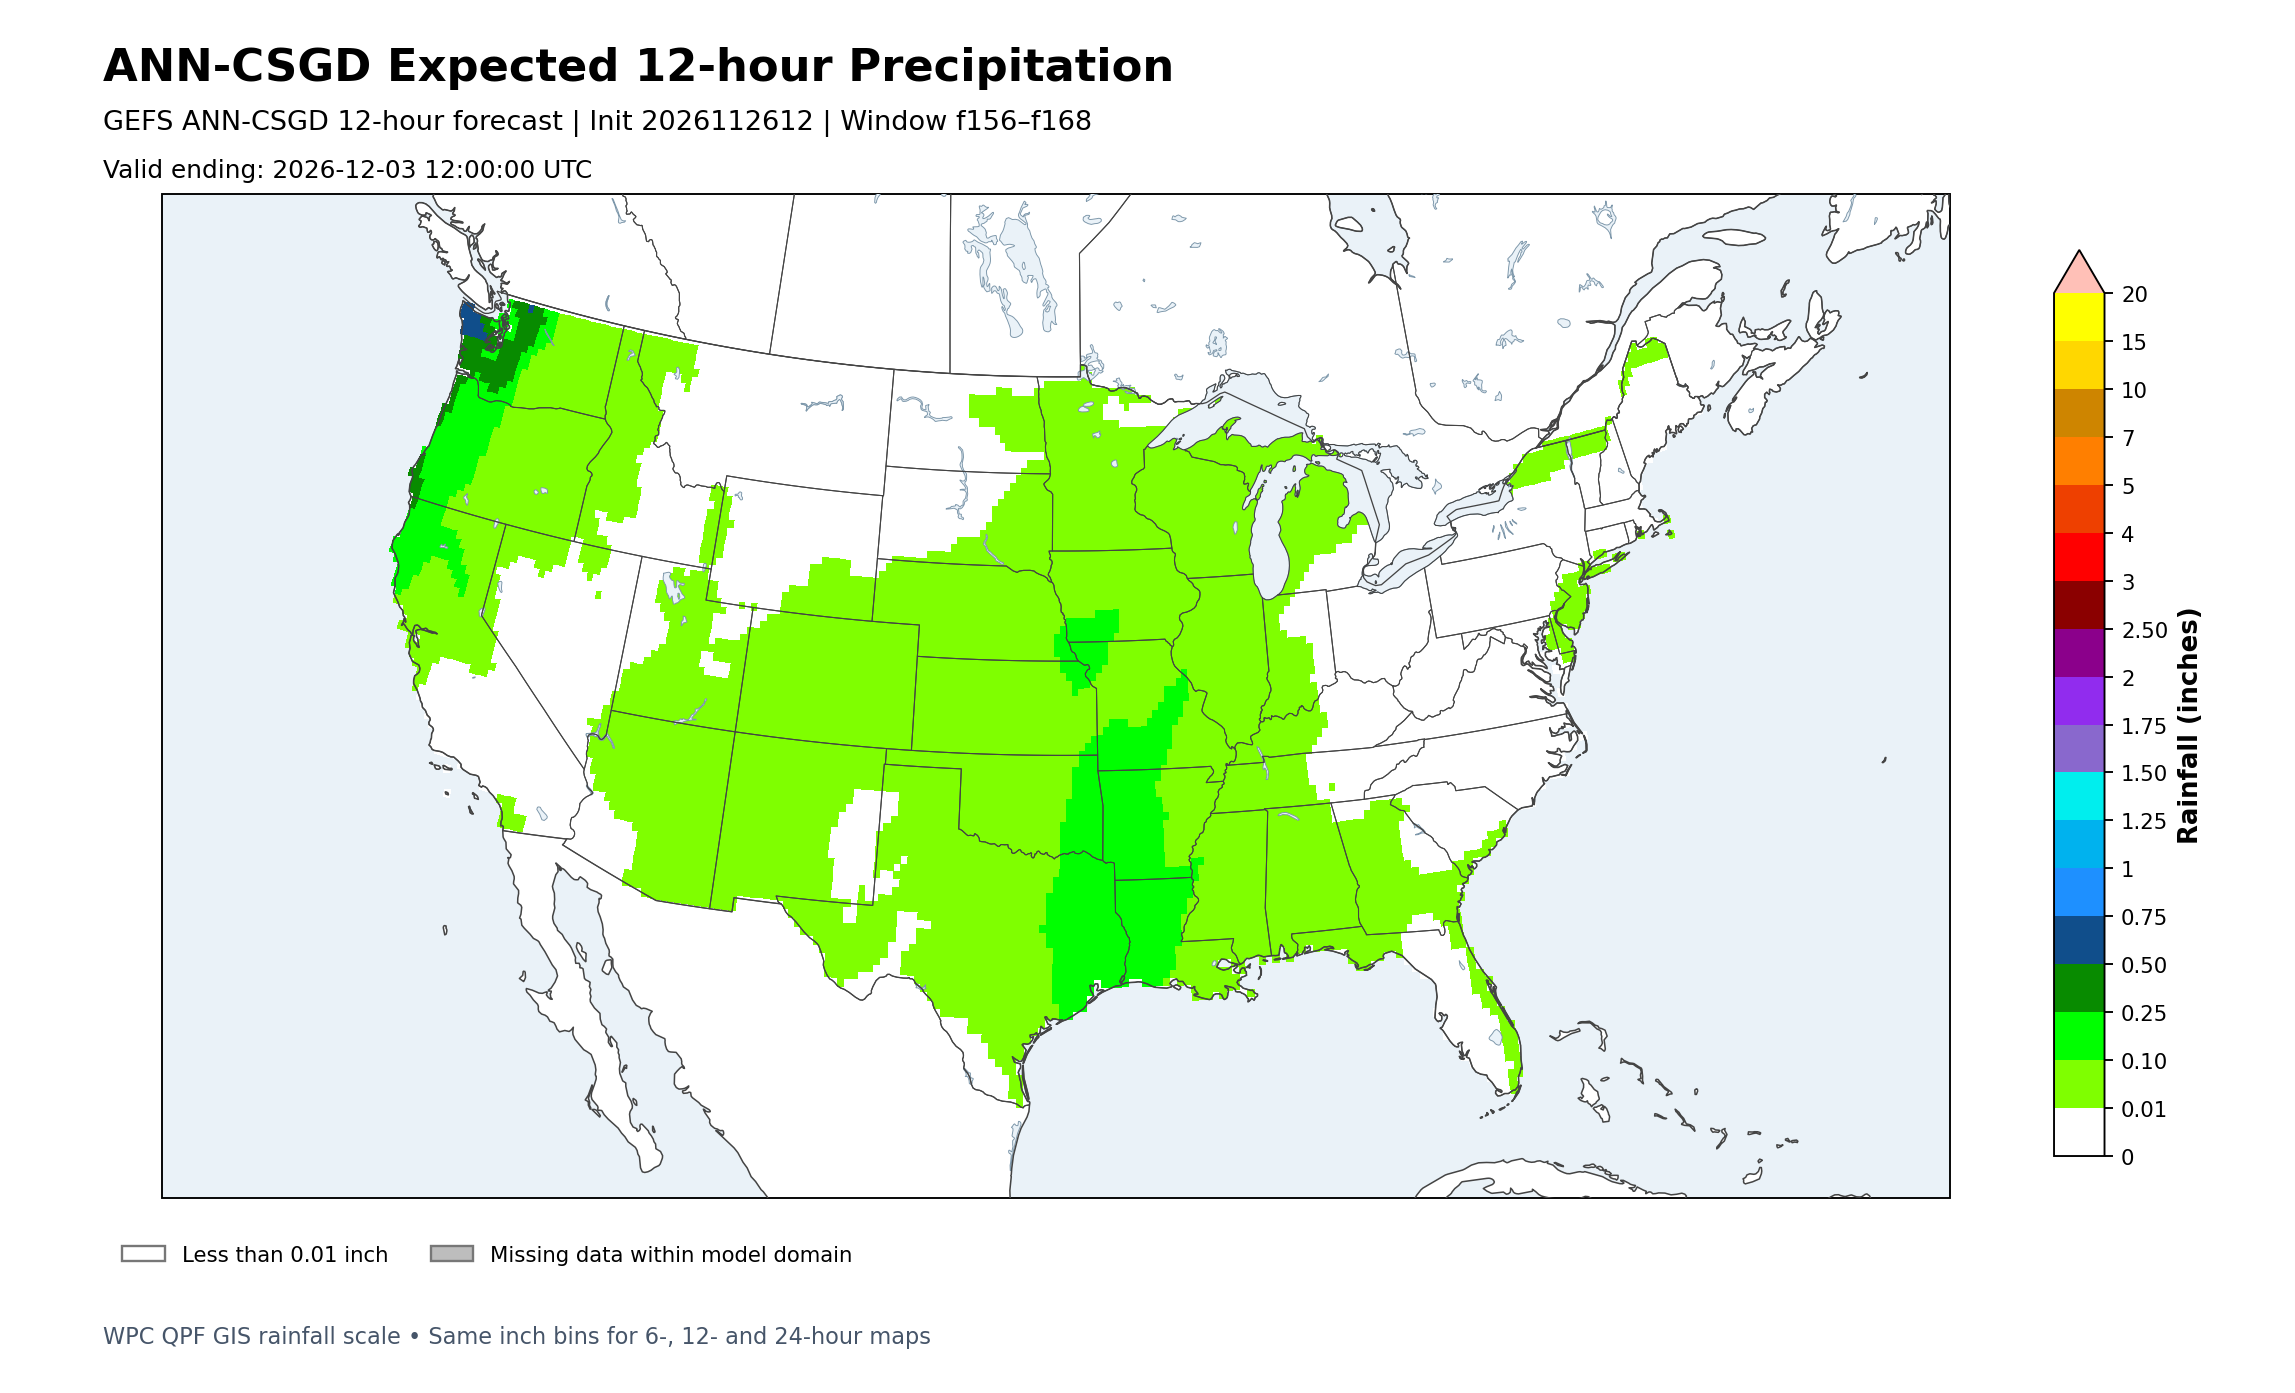 ANN-CSGD Expected 12-hour Precipitation
GEFS ANN-CSGD 12-hour forecast | Init 2026112612 | Window f156–f168
Valid ending: 2026-12-03 12:00:00 UTC
20
15
10
7
5
4
3
2.50
2
1.75
1.50
1.25
1
0.75
0.50
0.25
0.10
0.01
0
Rainfall (inches)
Less than 0.01 inch
Missing data within model domain
WPC QPF GIS rainfall scale • Same inch bins for 6-, 12- and 24-hour maps